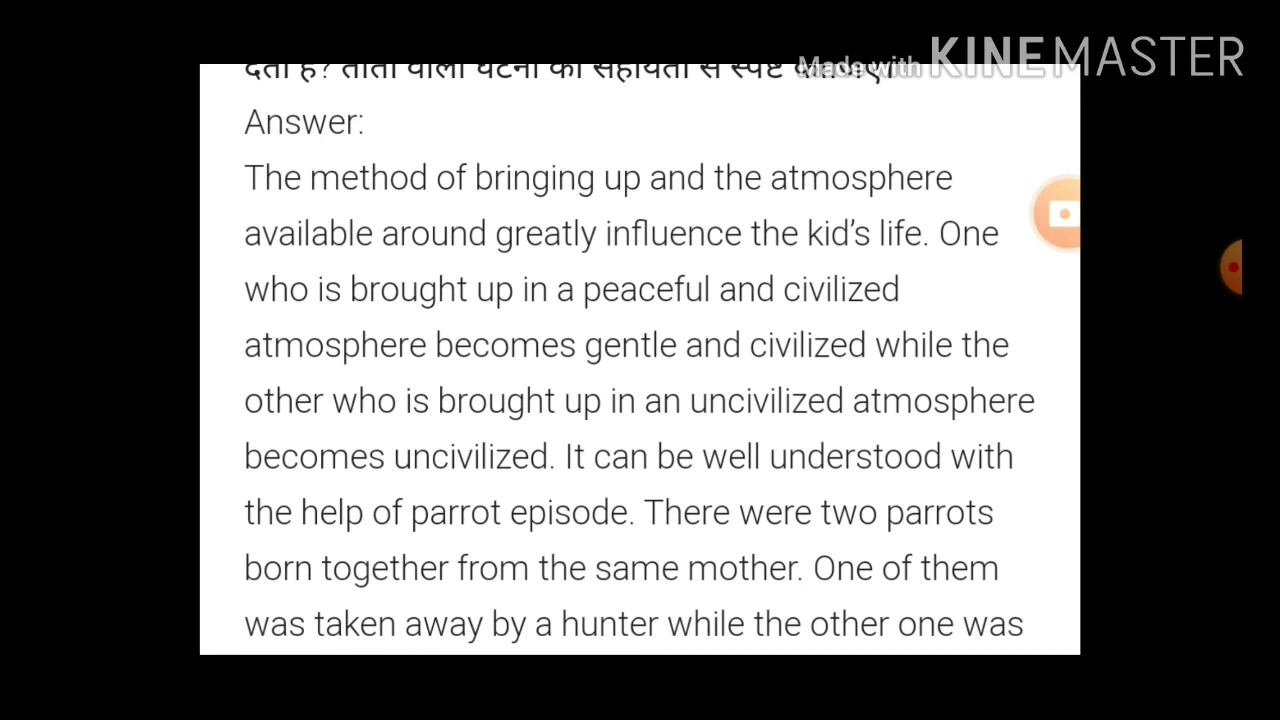 देता है? तोता वाली घटना की सहायता से स्पष्ट
Made with KINEMASTER
Answer:
The method of bringing up and the atmosphere
available around greatly influence the kid's life. One
who is brought up in a peaceful and civilized
atmosphere becomes gentle and civilized while the
other who is brought up in an uncivilized atmosphere
becomes uncivilized. It can be well understood with
the help of parrot episode. There were two parrots
born together from the same mother. One of them
was taken away by a hunter while the other one was